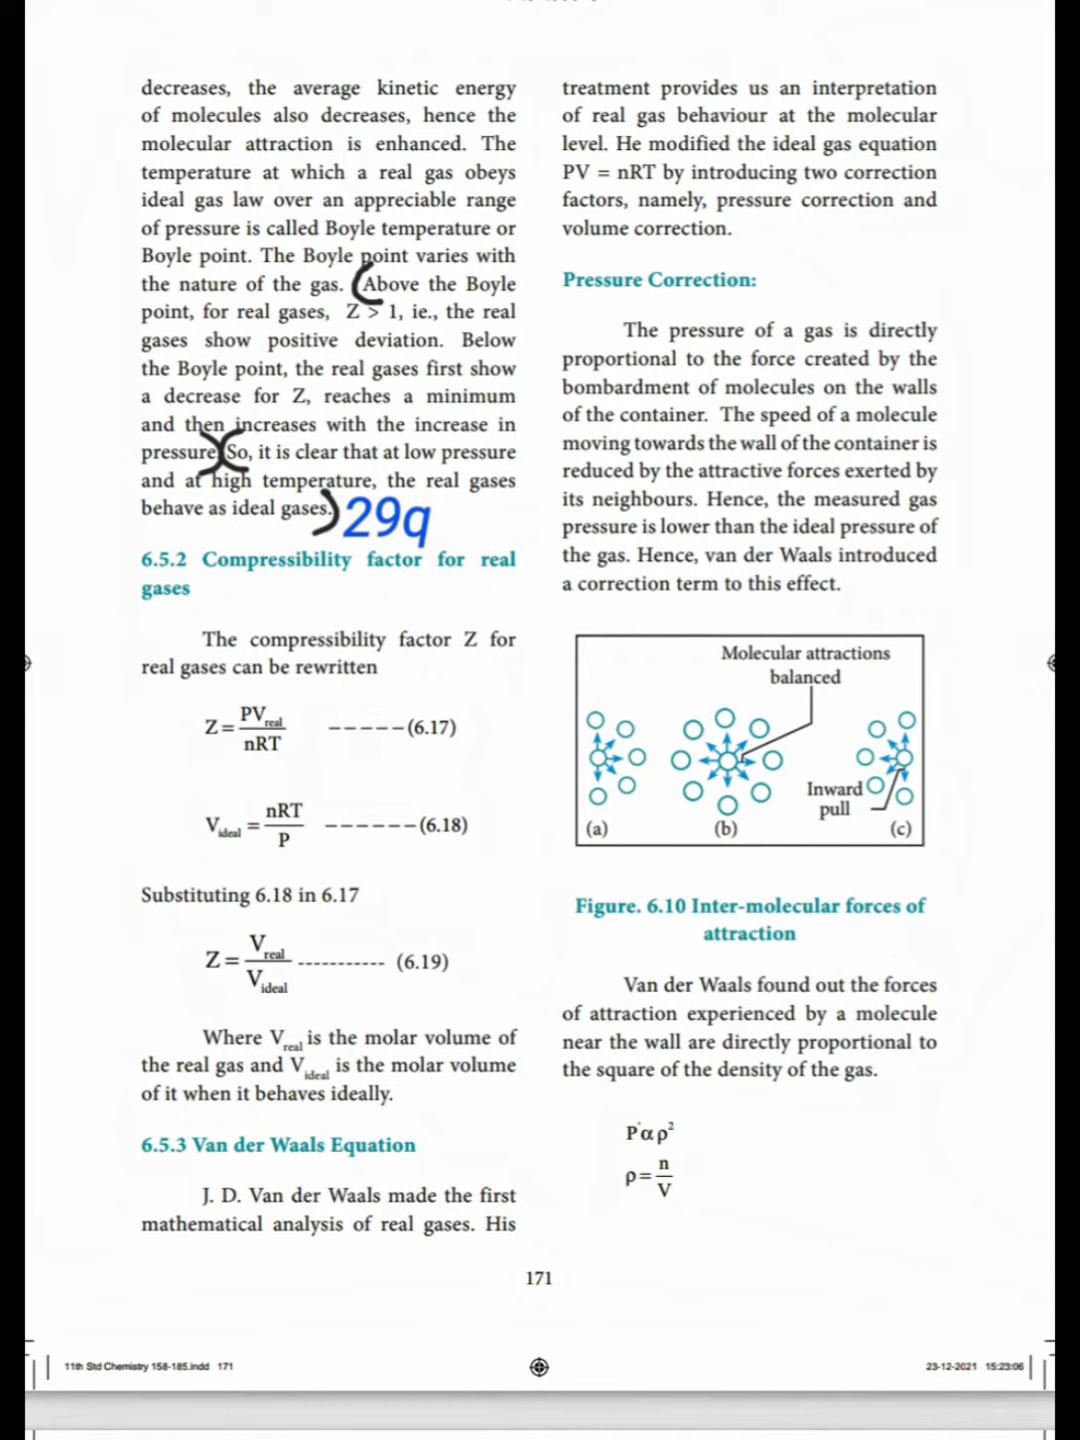 decreases, the average kinetic energy
of molecules also decreases, hence the
molecular attraction is enhanced. The
temperature at which a real gas obeys
ideal gas law over an appreciable range
of pressure is called Boyle temperature or
Boyle point. The Boyle point varies with
the nature of the gas. (Above the Boyle
point, for real gases, Z > 1, ie., the real
gases show positive deviation. Below
the Boyle point, the real gases first show
a decrease for Z, reaches a minimum
and then increases with the increase in
pressure.)(So, it is clear that at low pressure
and at high temperature, the real gases
behave as ideal gases.) 29q
6.5.2 Compressibility factor for real
gases
The compressibility factor Z for
real gases can be rewritten
Z = PV_real / nRT -----(6.17)
V_ideal = nRT / P ------(6.18)
Substituting 6.18 in 6.17
Z = V_real / V_ideal ----------- (6.19)
Where V_real is the molar volume of
the real gas and V_ideal is the molar volume
of it when it behaves ideally.
6.5.3 Van der Waals Equation
J. D. Van der Waals made the first
mathematical analysis of real gases. His
treatment provides us an interpretation
of real gas behaviour at the molecular
level. He modified the ideal gas equation
PV = nRT by introducing two correction
factors, namely, pressure correction and
volume correction.
Pressure Correction:
The pressure of a gas is directly
proportional to the force created by the
bombardment of molecules on the walls
of the container. The speed of a molecule
moving towards the wall of the container is
reduced by the attractive forces exerted by
its neighbours. Hence, the measured gas
pressure is lower than the ideal pressure of
the gas. Hence, van der Waals introduced
a correction term to this effect.
Molecular attractions
balanced
Inward
pull
(a) (b) (c)
Figure. 6.10 Inter-molecular forces of
attraction
Van der Waals found out the forces
of attraction experienced by a molecule
near the wall are directly proportional to
the square of the density of the gas.
P' α ρ²
ρ = n / V
171
11th Std Chemistry 158-185.indd 171
23-12-2021 15:23:06